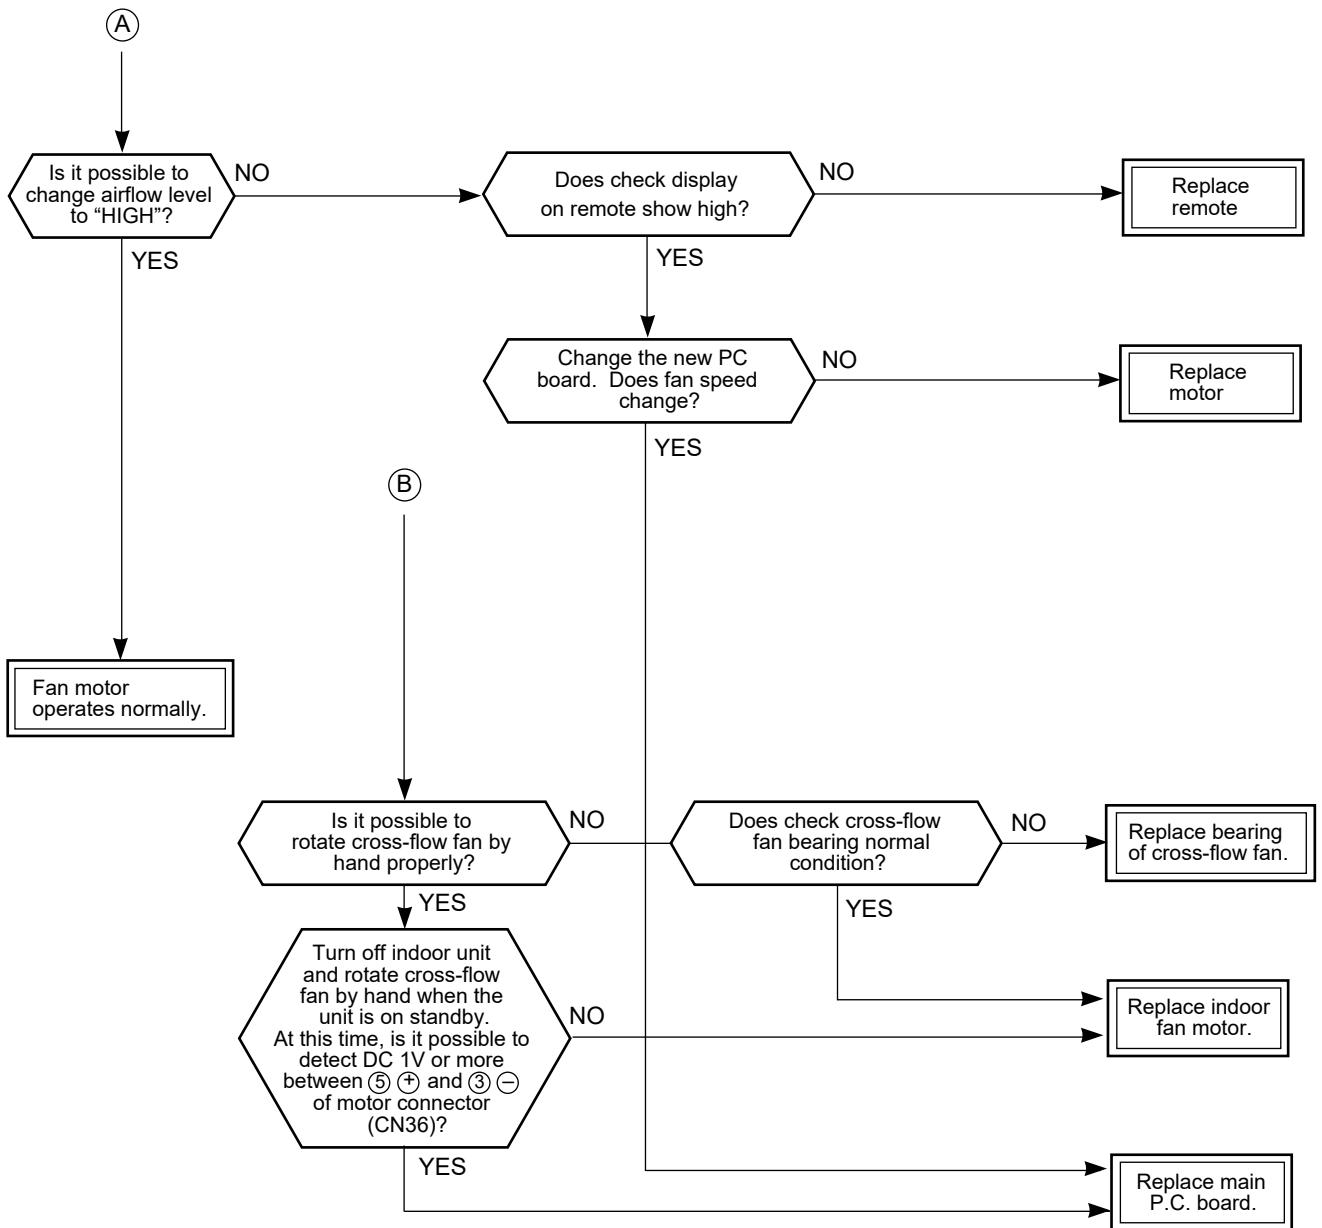 A
Is it possible to
change airflow level
to “HIGH”?
NO
YES
Does check display
on remote show high?
NO
YES
Replace
remote
Change the new PC
board.  Does fan speed
change?
NO
YES
Replace
motor
B
Fan motor
operates normally.
Is it possible to
rotate cross-flow fan by
hand properly?
NO
YES
Does check cross-flow
fan bearing normal
condition?
NO
YES
Replace bearing
of cross-flow fan.
Turn off indoor unit
and rotate cross-flow
fan by hand when the
unit is on standby.
At this time, is it possible to
detect DC 1V or more
between ⑤ ⊕ and ③ ⊖
of motor connector
(CN36)?
NO
YES
Replace indoor
fan motor.
Replace main
P.C. board.